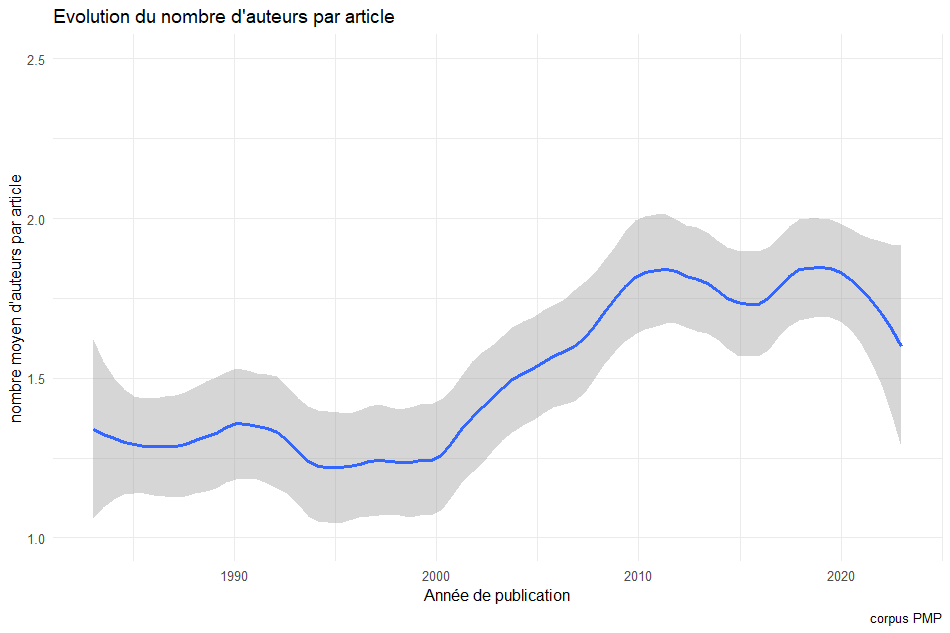 Evolution du nombre d'auteurs par article
2.5
2.0
1.5
1.0
nombre moyen d'auteurs par article
1990
2000
2010
2020
Année de publication
corpus PMP